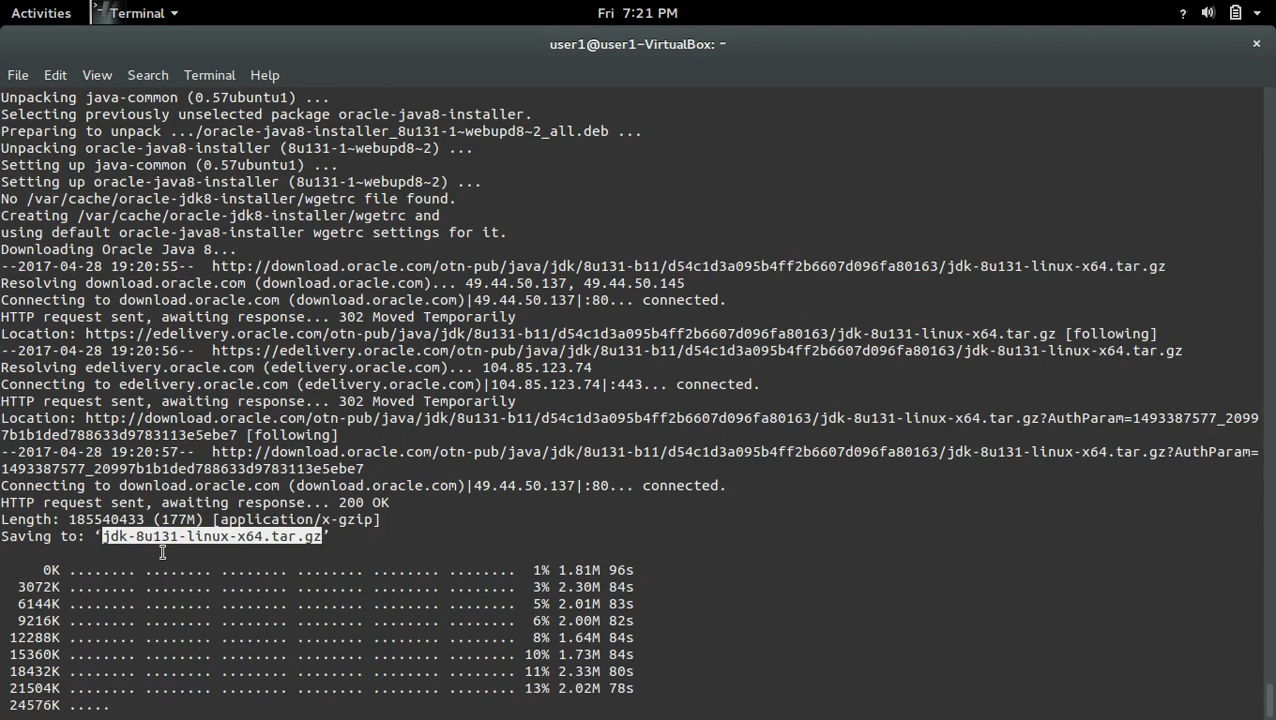 Activities Terminal Fri 7:21 PM ?
user1@user1-VirtualBox: ~ ×
File Edit View Search Terminal Help
Unpacking java-common (0.57ubuntu1) ...
Selecting previously unselected package oracle-java8-installer.
Preparing to unpack .../oracle-java8-installer_8u131-1~webupd8~2_all.deb ...
Unpacking oracle-java8-installer (8u131-1~webupd8~2) ...
Setting up java-common (0.57ubuntu1) ...
Setting up oracle-java8-installer (8u131-1~webupd8~2) ...
No /var/cache/oracle-jdk8-installer/wgetrc file found.
Creating /var/cache/oracle-jdk8-installer/wgetrc and
using default oracle-java8-installer wgetrc settings for it.
Downloading Oracle Java 8...
--2017-04-28 19:20:55--  http://download.oracle.com/otn-pub/java/jdk/8u131-b11/d54c1d3a095b4ff2b6607d096fa80163/jdk-8u131-linux-x64.tar.gz
Resolving download.oracle.com (download.oracle.com)... 49.44.50.137, 49.44.50.145
Connecting to download.oracle.com (download.oracle.com)|49.44.50.137|:80... connected.
HTTP request sent, awaiting response... 302 Moved Temporarily
Location: https://edelivery.oracle.com/otn-pub/java/jdk/8u131-b11/d54c1d3a095b4ff2b6607d096fa80163/jdk-8u131-linux-x64.tar.gz [following]
--2017-04-28 19:20:56--  https://edelivery.oracle.com/otn-pub/java/jdk/8u131-b11/d54c1d3a095b4ff2b6607d096fa80163/jdk-8u131-linux-x64.tar.gz
Resolving edelivery.oracle.com (edelivery.oracle.com)... 104.85.123.74
Connecting to edelivery.oracle.com (edelivery.oracle.com)|104.85.123.74|:443... connected.
HTTP request sent, awaiting response... 302 Moved Temporarily
Location: http://download.oracle.com/otn-pub/java/jdk/8u131-b11/d54c1d3a095b4ff2b6607d096fa80163/jdk-8u131-linux-x64.tar.gz?AuthParam=1493387577_2099
7b1b1ded788633d9783113e5ebe7 [following]
--2017-04-28 19:20:57--  http://download.oracle.com/otn-pub/java/jdk/8u131-b11/d54c1d3a095b4ff2b6607d096fa80163/jdk-8u131-linux-x64.tar.gz?AuthParam=
1493387577_20997b1b1ded788633d9783113e5ebe7
Connecting to download.oracle.com (download.oracle.com)|49.44.50.137|:80... connected.
HTTP request sent, awaiting response... 200 OK
Length: 185540433 (177M) [application/x-gzip]
Saving to: ‘jdk-8u131-linux-x64.tar.gz’
0K ........ ........ ........ ........ ........ ........  1% 1.81M 96s
3072K ........ ........ ........ ........ ........ ........  3% 2.30M 84s
6144K ........ ........ ........ ........ ........ ........  5% 2.01M 83s
9216K ........ ........ ........ ........ ........ ........  6% 2.00M 82s
12288K ........ ........ ........ ........ ........ ........  8% 1.64M 84s
15360K ........ ........ ........ ........ ........ ........ 10% 1.73M 84s
18432K ........ ........ ........ ........ ........ ........ 11% 2.33M 80s
21504K ........ ........ ........ ........ ........ ........ 13% 2.02M 78s
24576K .....